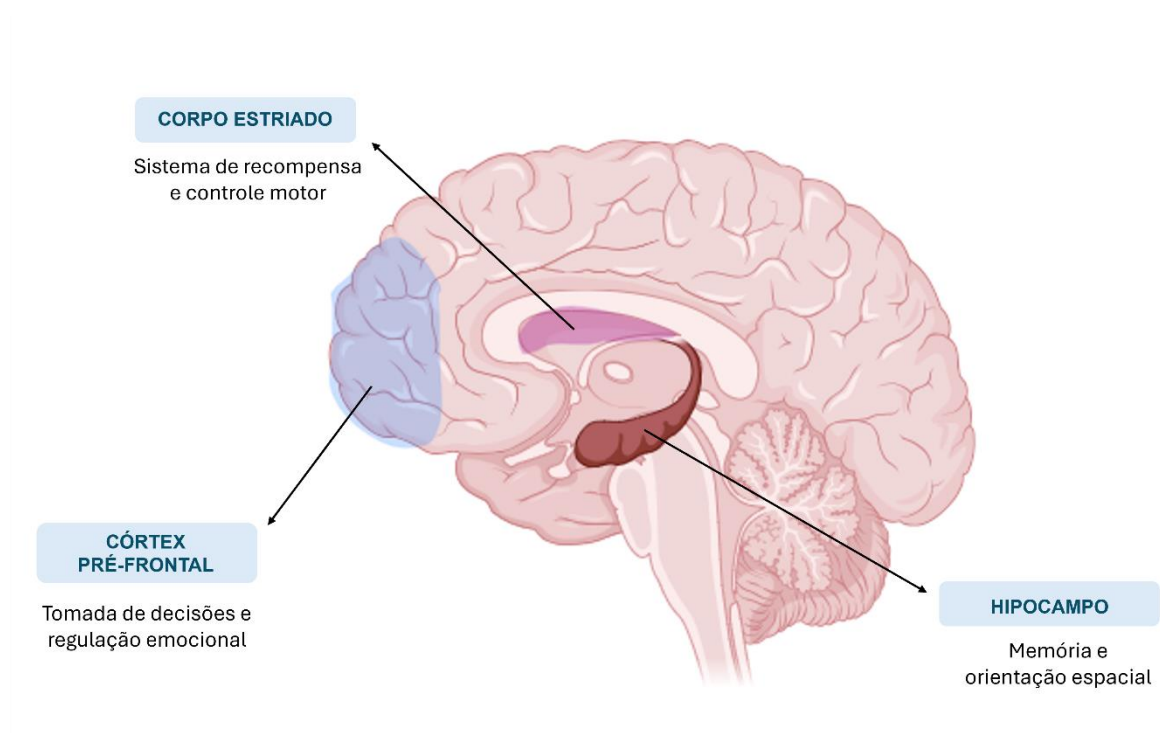 CORPO ESTRIADO
Sistema de recompensa
e controle motor
CÓRTEX
PRÉ-FRONTAL
Tomada de decisões e
regulação emocional
HIPOCAMPO
Memória e
orientação espacial